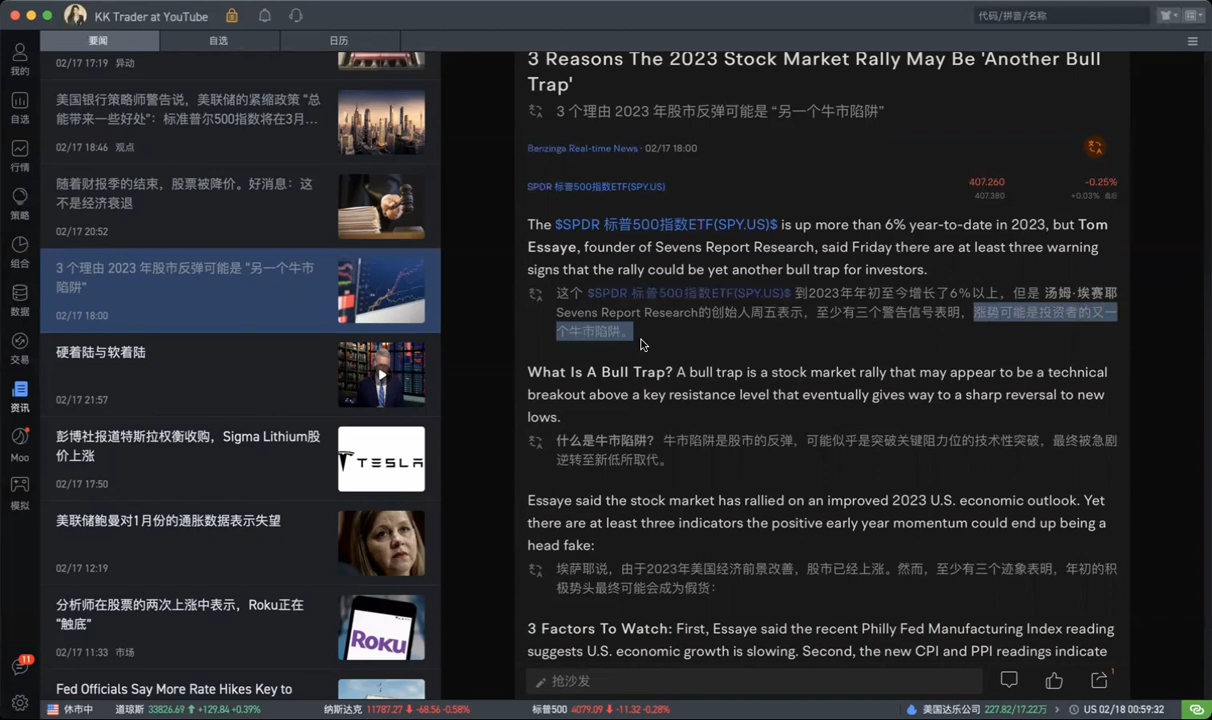 KK Trader at YouTube
代码/拼音/名称
要闻
自选
日历
我的
自选
行情
策略
组合
数据
交易
资讯
Moo
模拟
11
02/17 17:19 异动
美国银行策略师警告说，美联储的紧缩政策 “总
能带来一些好处”：标准普尔500指数将在3月...
02/17 18:46 观点
随着财报季的结束，股票被降价。好消息：这
不是经济衰退
02/17 20:52
3 个理由 2023 年股市反弹可能是 “另一个牛市
陷阱”
02/17 18:00
硬着陆与软着陆
02/17 21:57
彭博社报道特斯拉权衡收购，Sigma Lithium股
价上涨
02/17 17:50
TESLA
美联储鲍曼对1月份的通胀数据表示失望
02/17 12:19
分析师在股票的两次上涨中表示，Roku正在
“触底”
02/17 11:33 市场
ROKU
Fed Officials Say More Rate Hikes Key to
3 Reasons The 2023 Stock Market Rally May Be 'Another Bull
Trap'
3 个理由 2023 年股市反弹可能是 “另一个牛市陷阱”
Benzinga Real-time News · 02/17 18:00
SPDR 标普500指数ETF(SPY.US)
407.260
-0.25%
407.380
+0.03% 盘后
The $SPDR 标普500指数ETF(SPY.US)$ is up more than 6% year-to-date in 2023, but Tom
Essaye, founder of Sevens Report Research, said Friday there are at least three warning
signs that the rally could be yet another bull trap for investors.
这个 $SPDR 标普500指数ETF(SPY.US)$ 到2023年年初至今增长了6%以上，但是 汤姆·埃赛耶
Sevens Report Research的创始人周五表示，至少有三个警告信号表明，涨势可能是投资者的又一
个牛市陷阱。
What Is A Bull Trap? A bull trap is a stock market rally that may appear to be a technical
breakout above a key resistance level that eventually gives way to a sharp reversal to new
lows.
什么是牛市陷阱？ 牛市陷阱是股市的反弹，可能似乎是突破关键阻力位的技术性突破，最终被急剧
逆转至新低所取代。
Essaye said the stock market has rallied on an improved 2023 U.S. economic outlook. Yet
there are at least three indicators the positive early year momentum could end up being a
head fake:
埃萨耶说，由于2023年美国经济前景改善，股市已经上涨。然而，至少有三个迹象表明，年初的积
极势头最终可能会成为假货：
3 Factors To Watch: First, Essaye said the recent Philly Fed Manufacturing Index reading
suggests U.S. economic growth is slowing. Second, the new CPI and PPI readings indicate
抢沙发
1
休市中 道琼斯 33826.69 +129.84 +0.39% 纳斯达克 11787.27 -68.56 -0.58% 标普500 4079.09 -11.32 -0.28% 美国达乐公司 227.82/17.22万 US 02/18 00:59:32